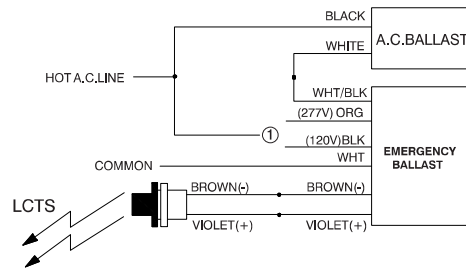 BLACK
A.C.BALLAST
WHITE
HOT A.C.LINE
WHT/BLK
(277V) ORG
1
(120V)BLK
EMERGENCY
BALLAST
WHT
COMMON
LCTS
BROWN(-)
BROWN(-)
VIOLET(+)
VIOLET(+)